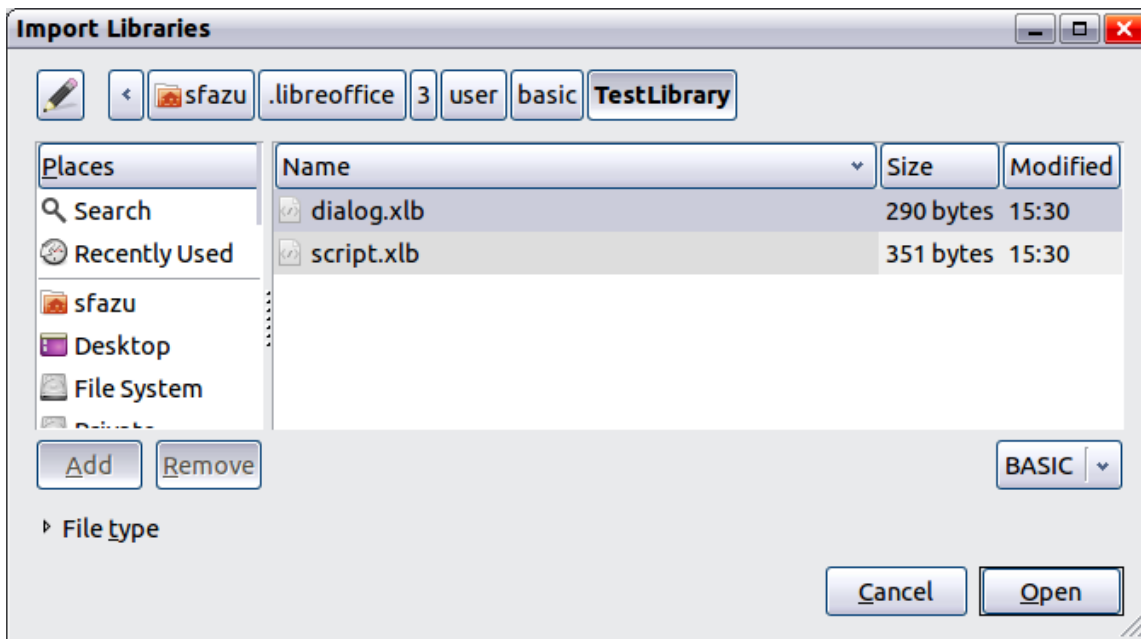 Import Libraries
sfazu .libreoffice 3 user basic TestLibrary
Places Name Size Modified
Search dialog.xlb 290 bytes 15:30
Recently Used script.xlb 351 bytes 15:30
sfazu
Desktop
File System
Add Remove BASIC
File type
Cancel Open